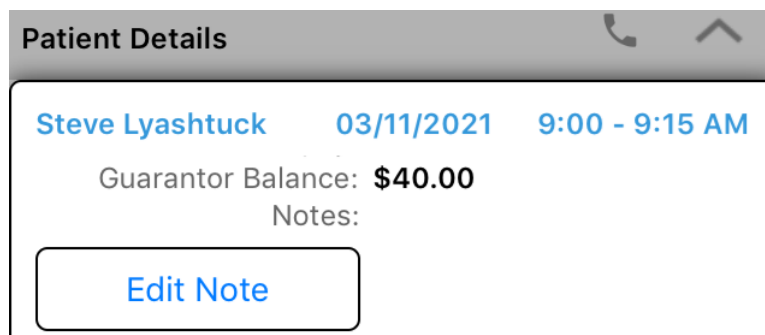 Patient Details
Steve Lyashtuck 03/11/2021 9:00 - 9:15 AM
Guarantor Balance: $40.00
Notes:
Edit Note